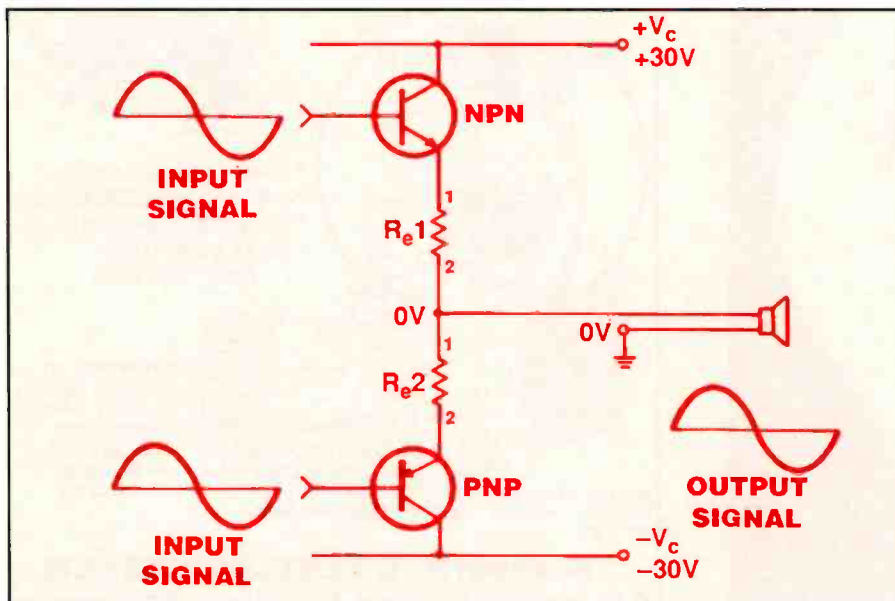 +Vc
+30V
NPN
INPUT
SIGNAL
1
Re1
2
0V
0V
1
Re2
2
PNP
INPUT
SIGNAL
OUTPUT
SIGNAL
−Vc
−30V